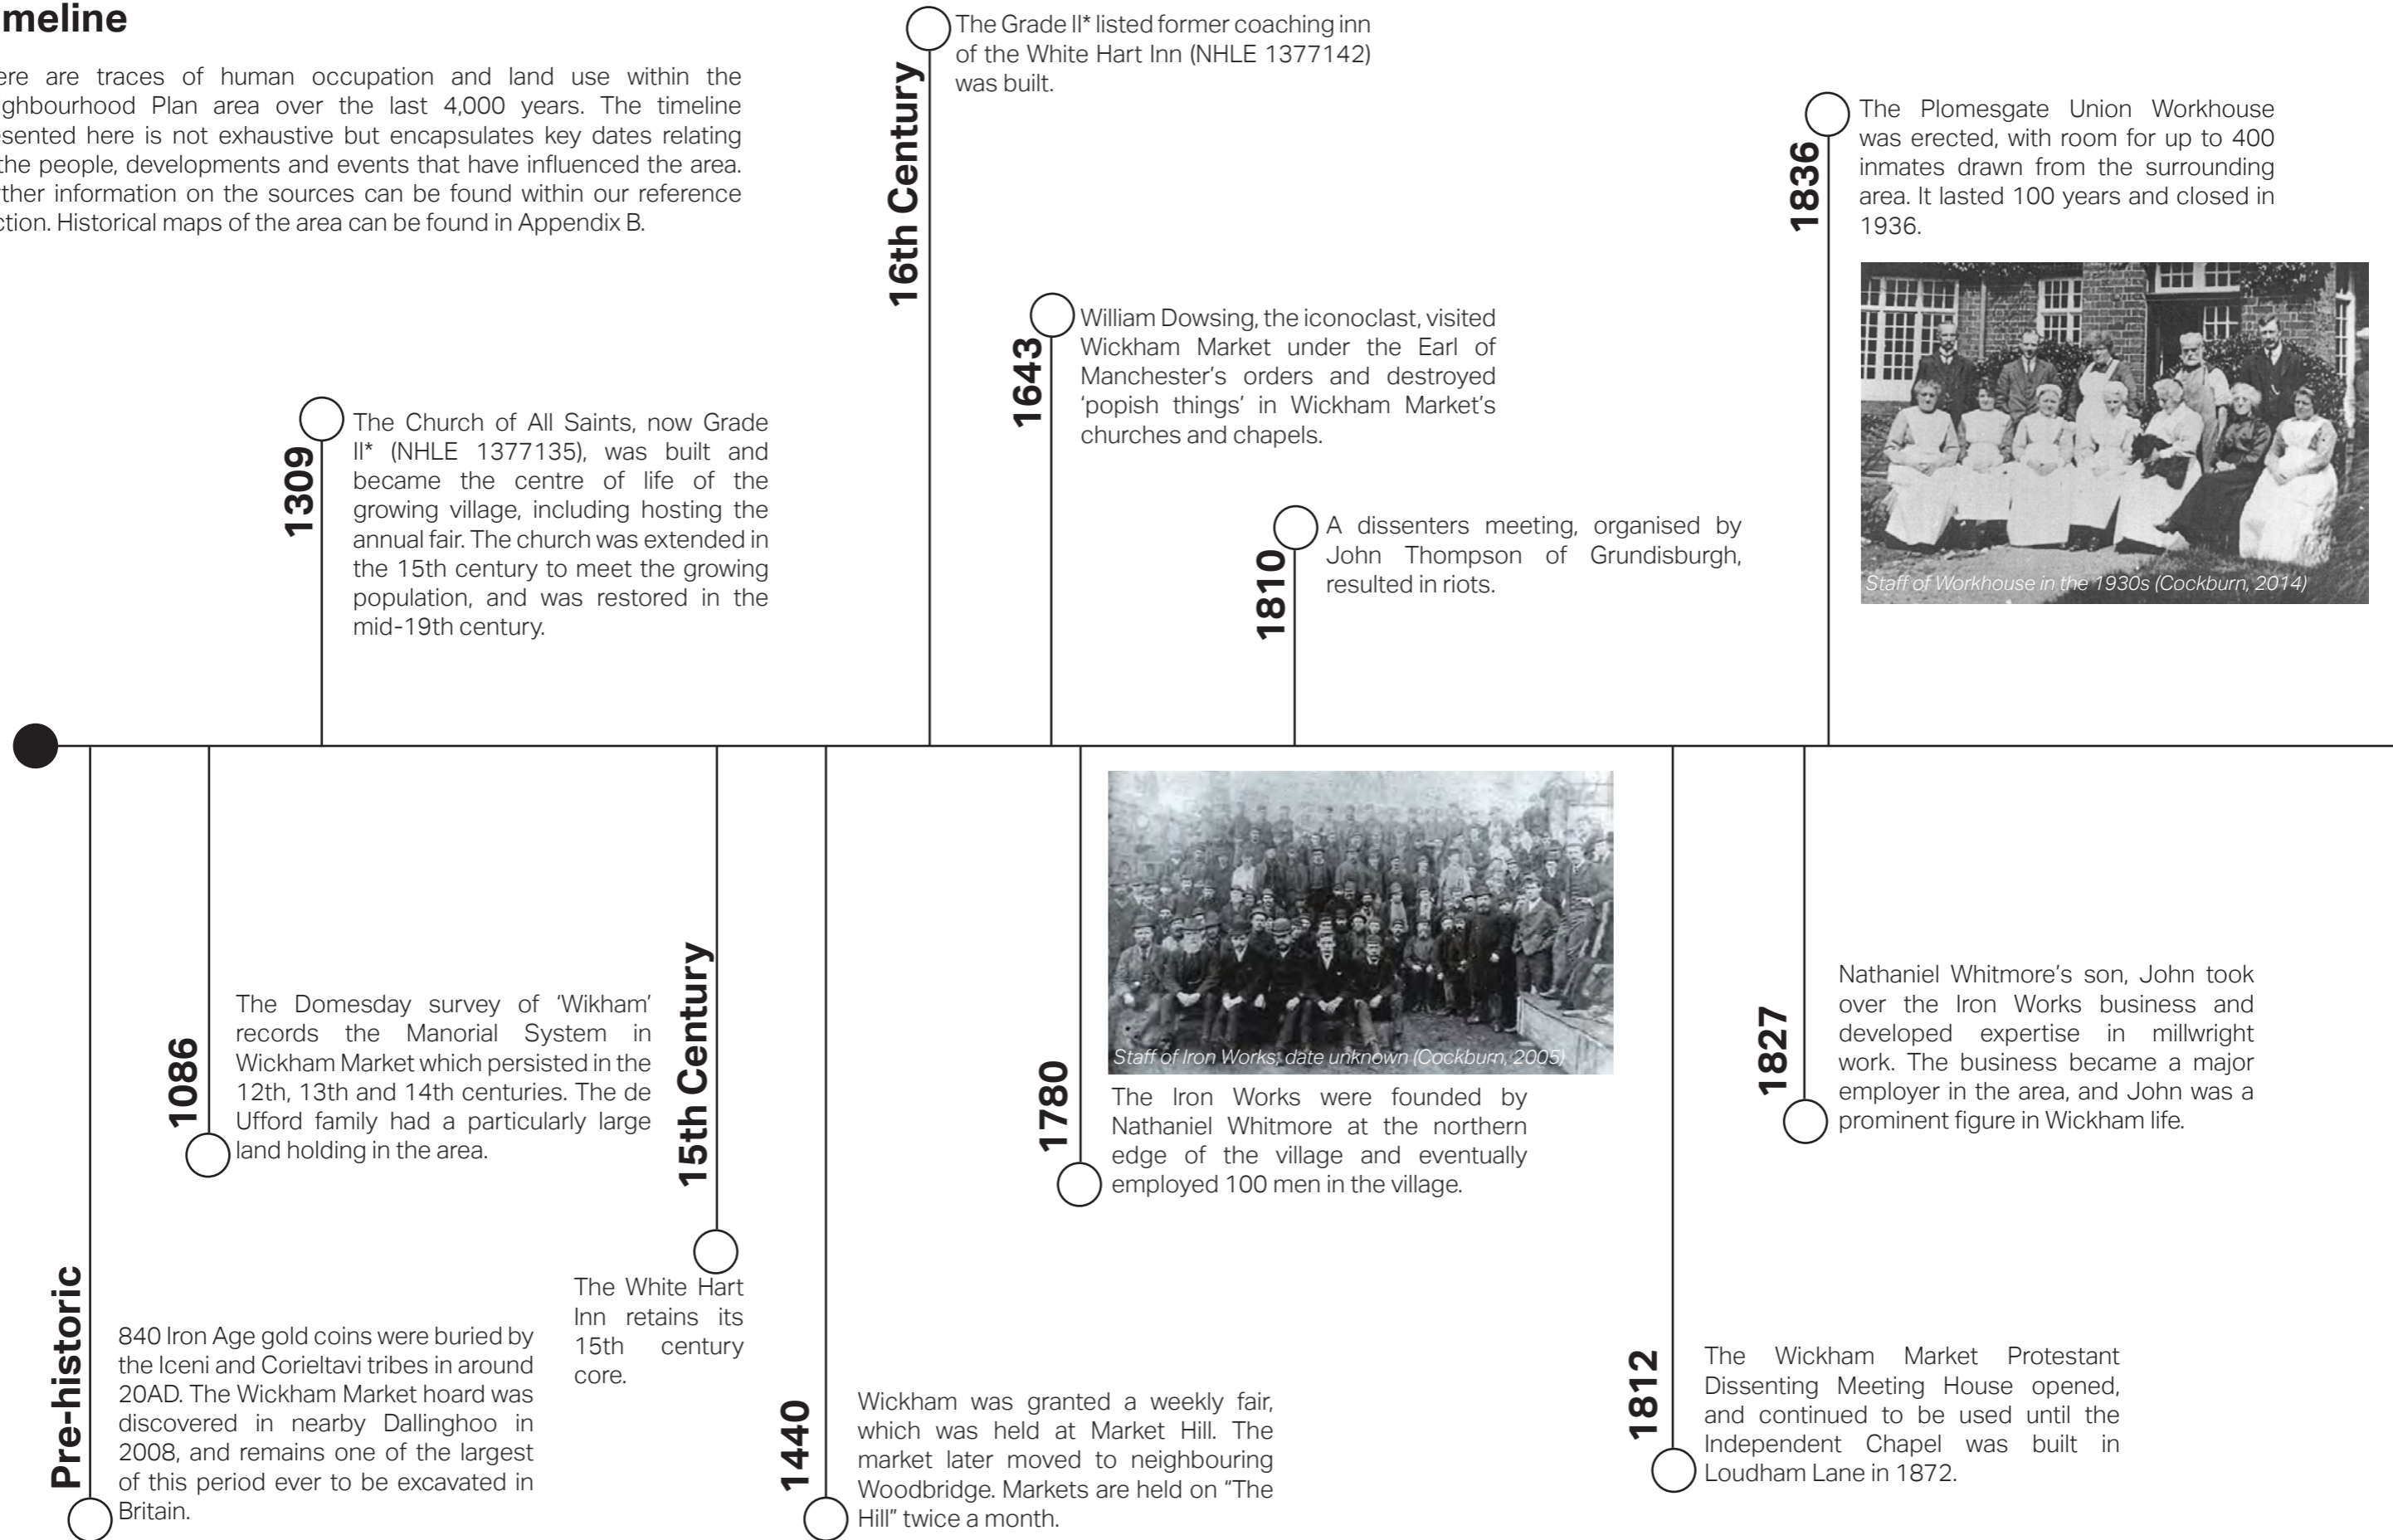 meline
ere are traces of human occupation and land use within the
ghbourhood Plan area over the last 4,000 years. The timeline
esented here is not exhaustive but encapsulates key dates relating
the people, developments and events that have influenced the area.
rther information on the sources can be found within our reference
ction. Historical maps of the area can be found in Appendix B.
16th Century
The Grade II* listed former coaching inn
of the White Hart Inn (NHLE 1377142)
was built.
1836
The Plomesgate Union Workhouse
was erected, with room for up to 400
inmates drawn from the surrounding
area. It lasted 100 years and closed in
1936.
Staff of Workhouse in the 1930s (Cockburn, 2014)
1643
William Dowsing, the iconoclast, visited
Wickham Market under the Earl of
Manchester's orders and destroyed
'popish things' in Wickham Market's
churches and chapels.
1309
The Church of All Saints, now Grade
II* (NHLE 1377135), was built and
became the centre of life of the
growing village, including hosting the
annual fair. The church was extended in
the 15th century to meet the growing
population, and was restored in the
mid-19th century.
1810
A dissenters meeting, organised by
John Thompson of Grundisburgh,
resulted in riots.
1086
The Domesday survey of 'Wikham'
records the Manorial System in
Wickham Market which persisted in the
12th, 13th and 14th centuries. The de
Ufford family had a particularly large
land holding in the area.
15th Century
The White Hart
Inn retains its
15th century
core.
Staff of Iron Works, date unknown (Cockburn, 2005)
1780
The Iron Works were founded by
Nathaniel Whitmore at the northern
edge of the village and eventually
employed 100 men in the village.
1827
Nathaniel Whitmore's son, John took
over the Iron Works business and
developed expertise in millwright
work. The business became a major
employer in the area, and John was a
prominent figure in Wickham life.
Pre-historic
840 Iron Age gold coins were buried by
the Iceni and Corieltavi tribes in around
20AD. The Wickham Market hoard was
discovered in nearby Dallinghoo in
2008, and remains one of the largest
of this period ever to be excavated in
Britain.
1440
Wickham was granted a weekly fair,
which was held at Market Hill. The
market later moved to neighbouring
Woodbridge. Markets are held on "The
Hill" twice a month.
1812
The Wickham Market Protestant
Dissenting Meeting House opened,
and continued to be used until the
Independent Chapel was built in
Loudham Lane in 1872.